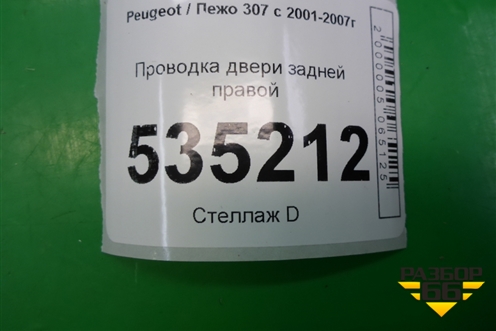 Peugeot / Пежо 307 с 2001-2007г
Проводка двери задней
правой
535212
Стеллаж D
2000005065125
РАЗБОР
66